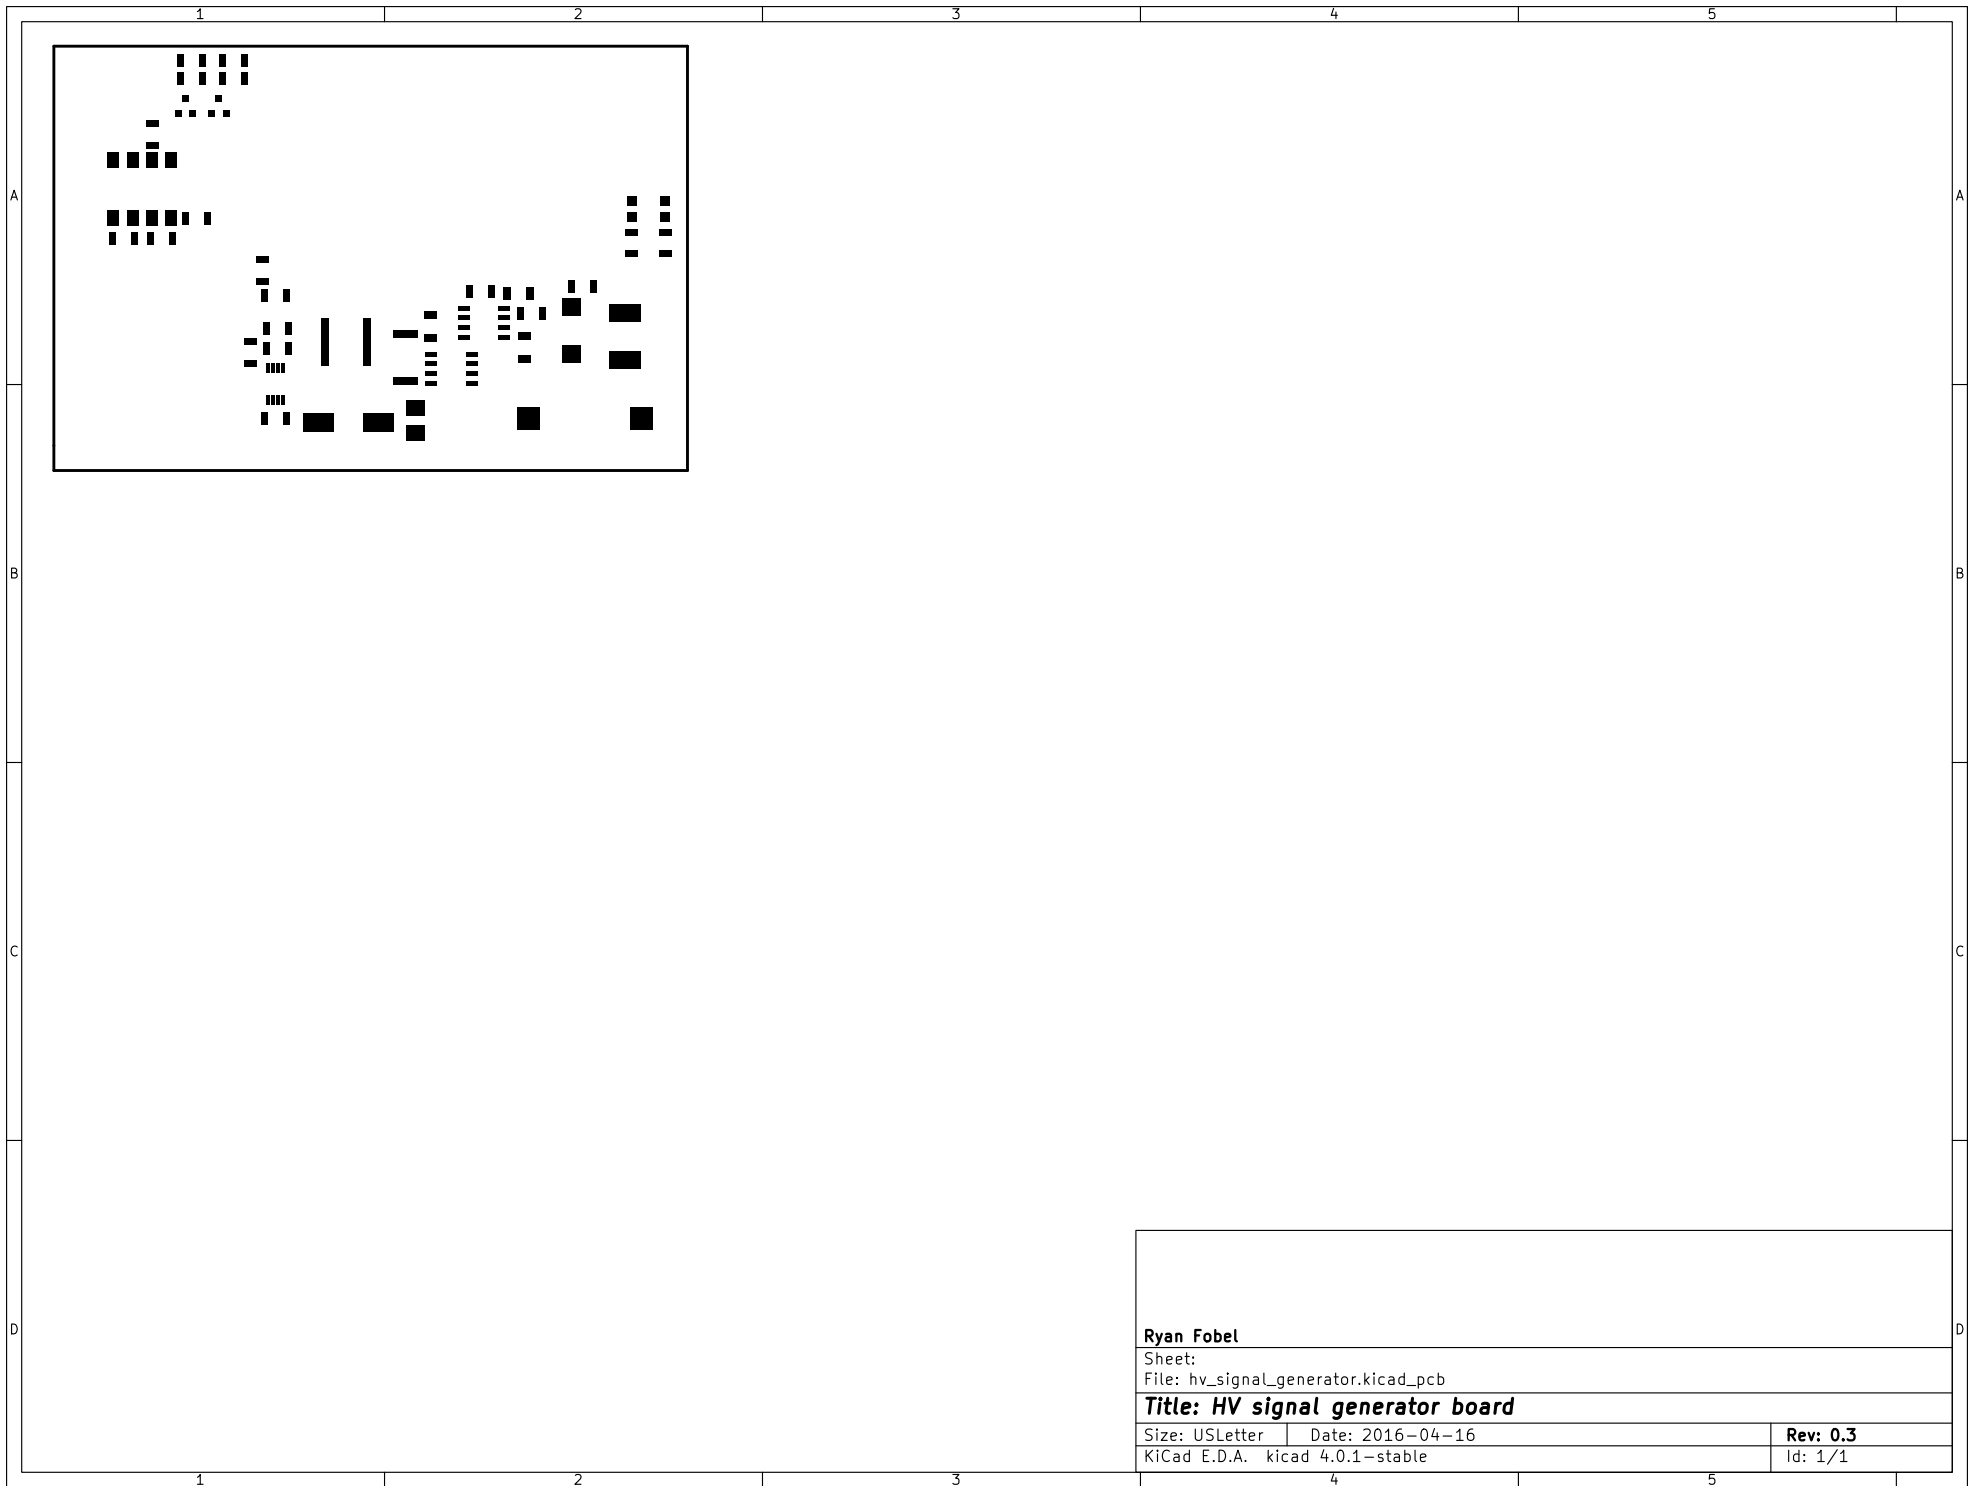 1 2 3 4 5
A A
B B
C C
D D
Ryan Fobel
Sheet:
File: hv_signal_generator.kicad_pcb
Title: HV signal generator board
Size: USLetter Date: 2016-04-16 Rev: 0.3
KiCad E.D.A. kicad 4.0.1-stable Id: 1/1
1 2 3 4 5